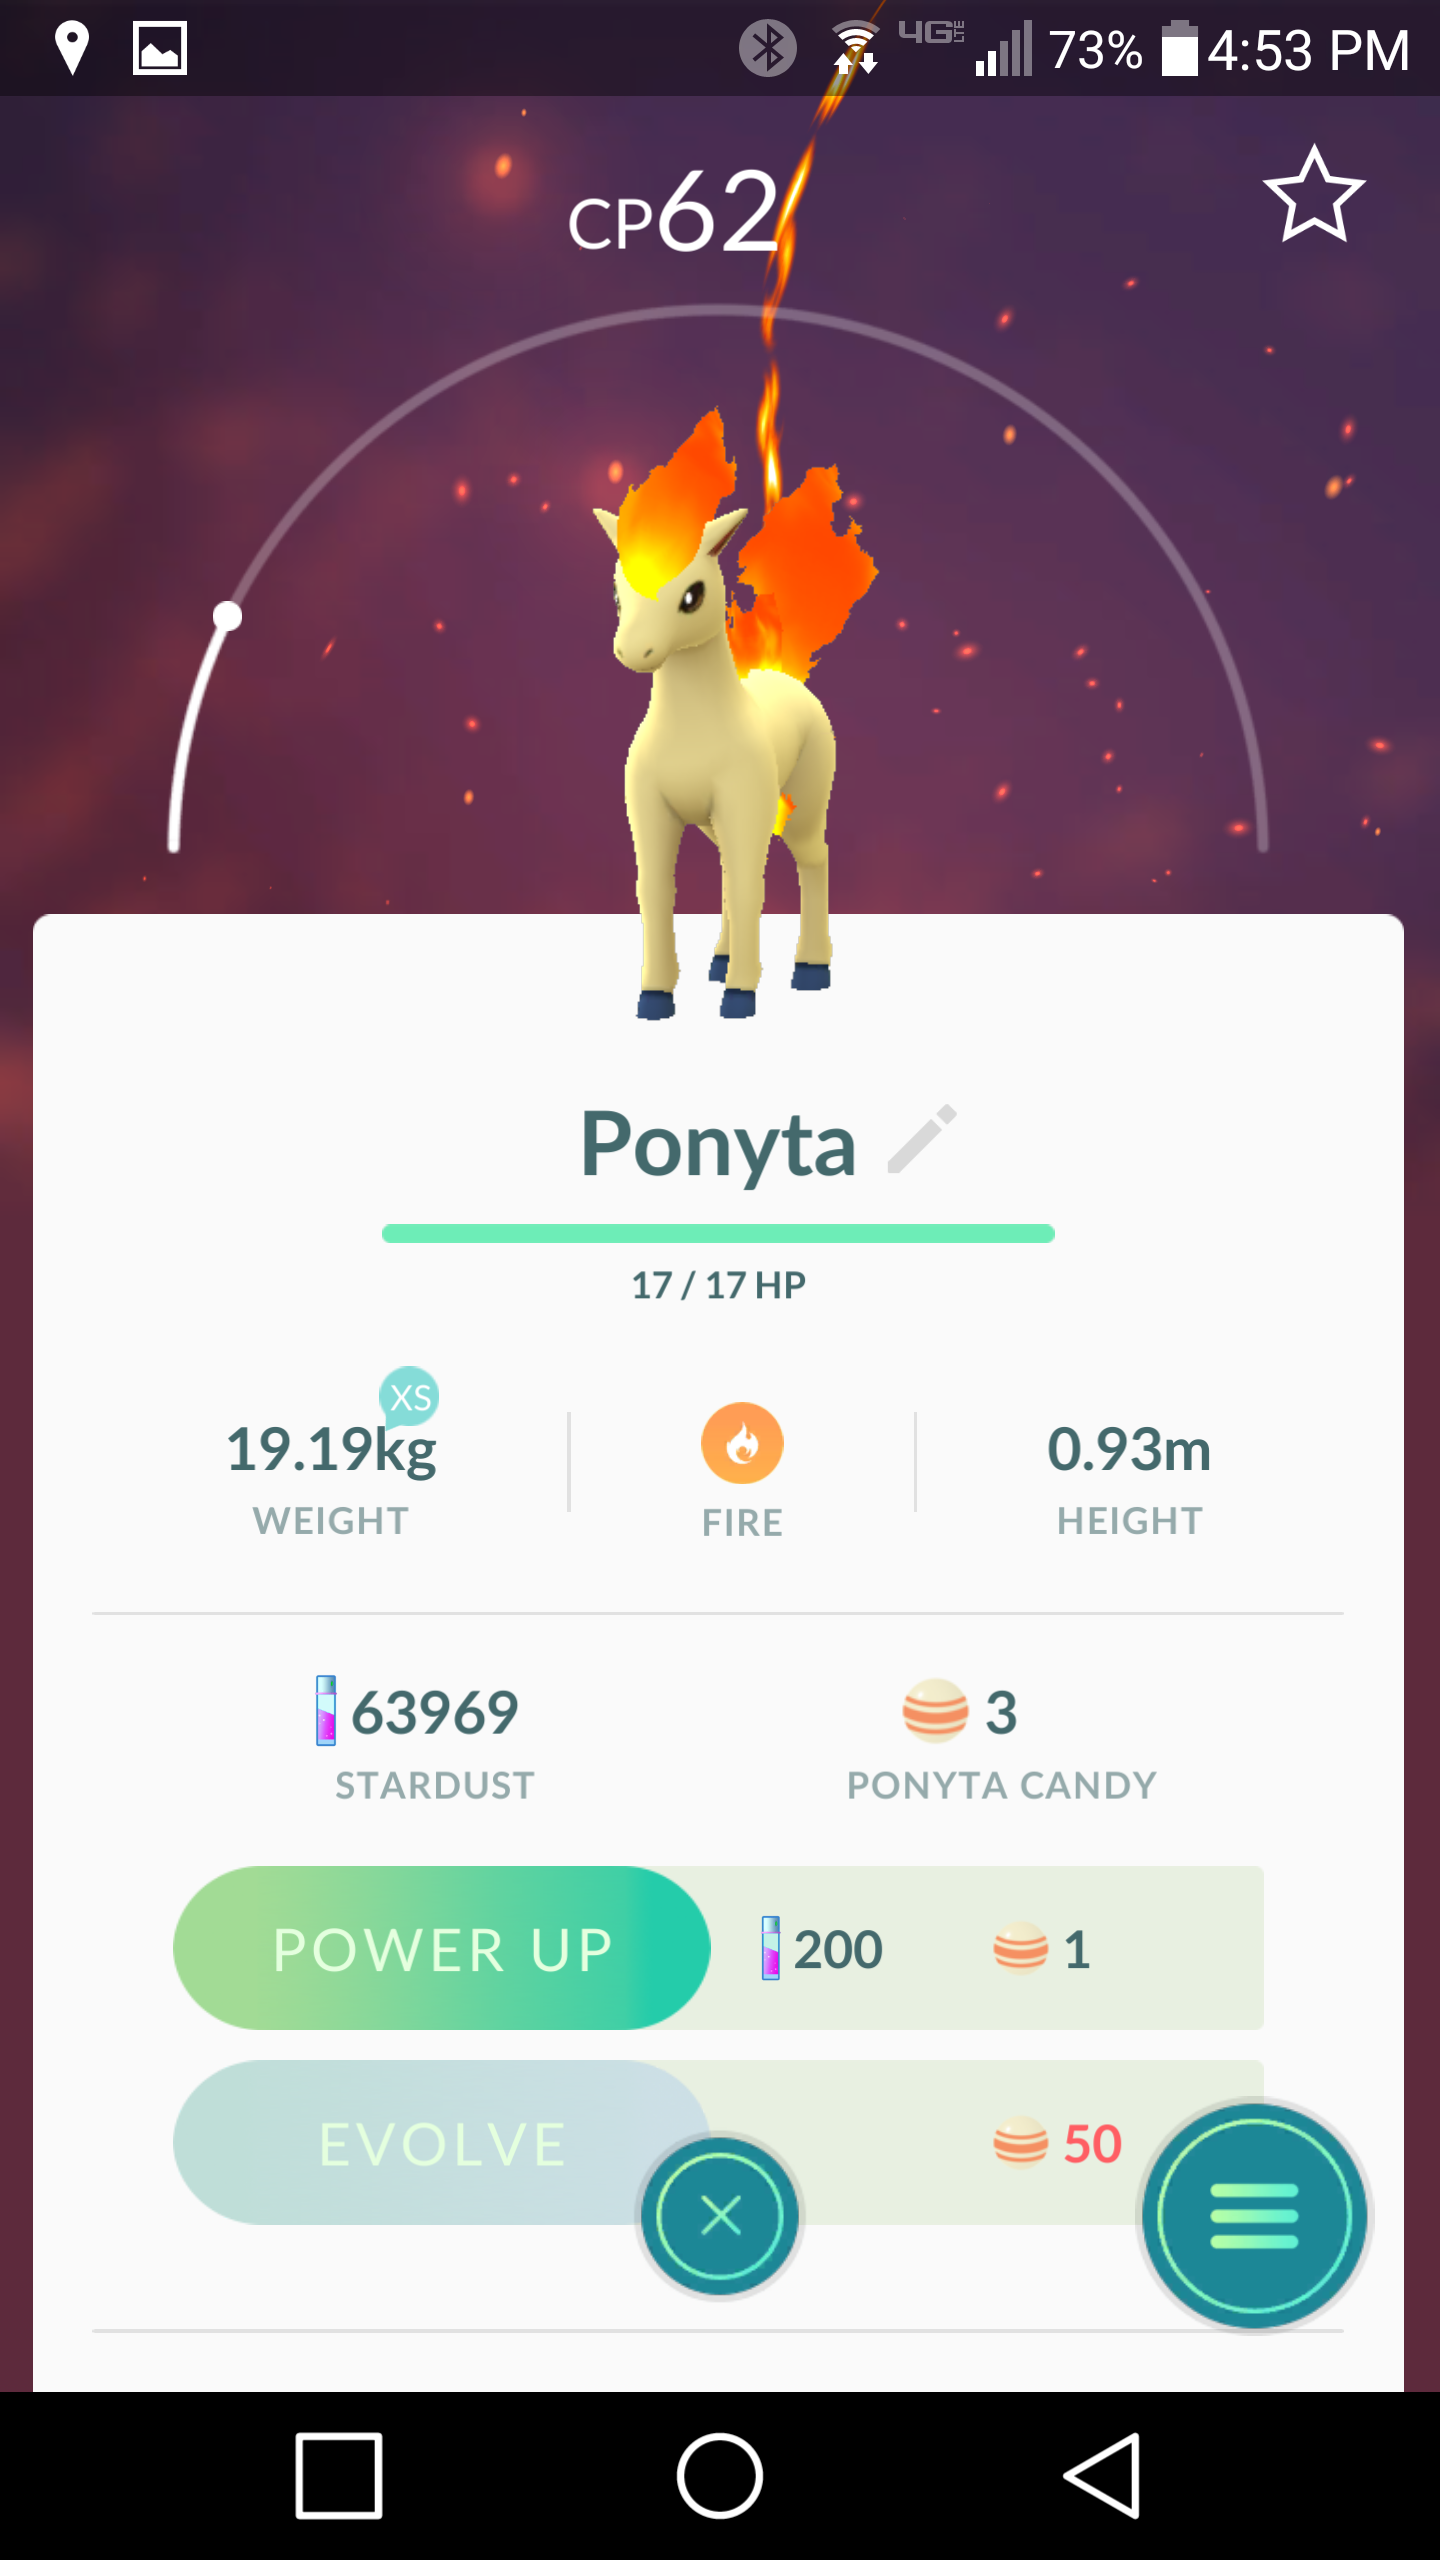 4G LTE 73% 4:53 PM
CP62
Ponyta
17 / 17 HP
XS
19.19kg
WEIGHT
FIRE
0.93m
HEIGHT
63969
STARDUST
3
PONYTA CANDY
POWER UP 200 1
EVOLVE 50